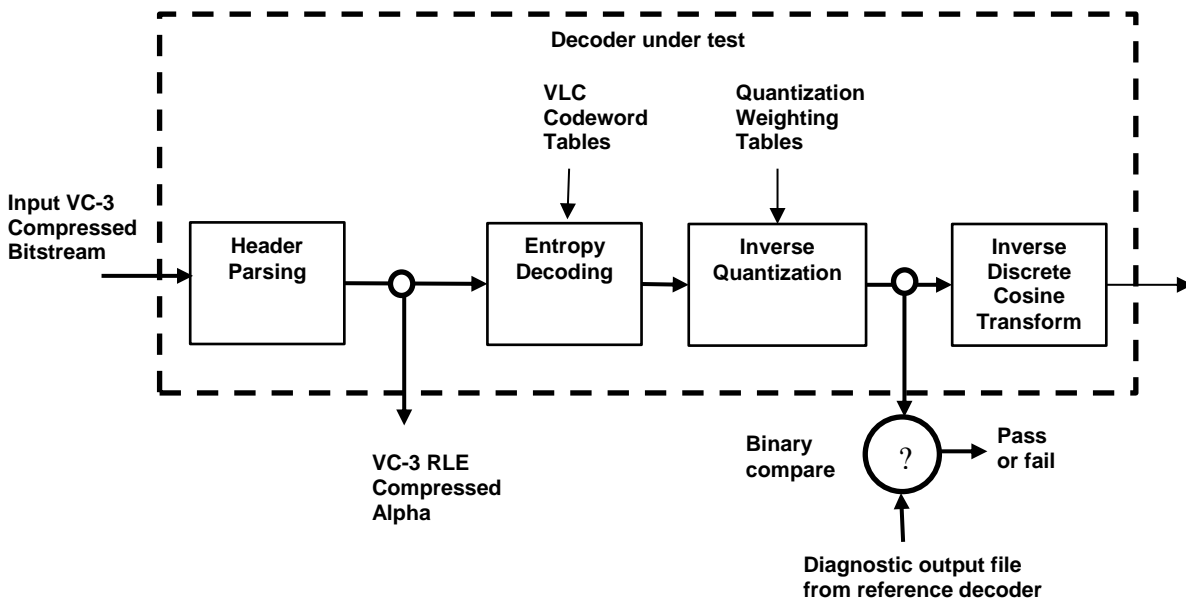 Decoder under test
VLC
Codeword
Tables
Quantization
Weighting
Tables
Input VC-3
Compressed
Bitstream
Header
Parsing
Entropy
Decoding
Inverse
Quantization
Inverse
Discrete
Cosine
Transform
VC-3 RLE
Compressed
Alpha
Binary
compare
?
Pass
or fail
Diagnostic output file
from reference decoder